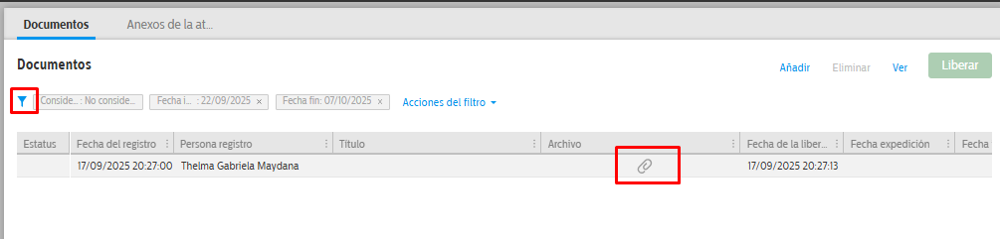 Documentos Anexos de la at...
Documentos
Añadir Eliminar Ver Liberar
Conside... : No conside... Fecha i... : 22/09/2025 × Fecha fin: 07/10/2025 × Acciones del filtro
Estatus Fecha del registro Persona registro Título Archivo Fecha de la liber... Fecha expedición Fecha
17/09/2025 20:27:00 Thelma Gabriela Maydana 17/09/2025 20:27:13